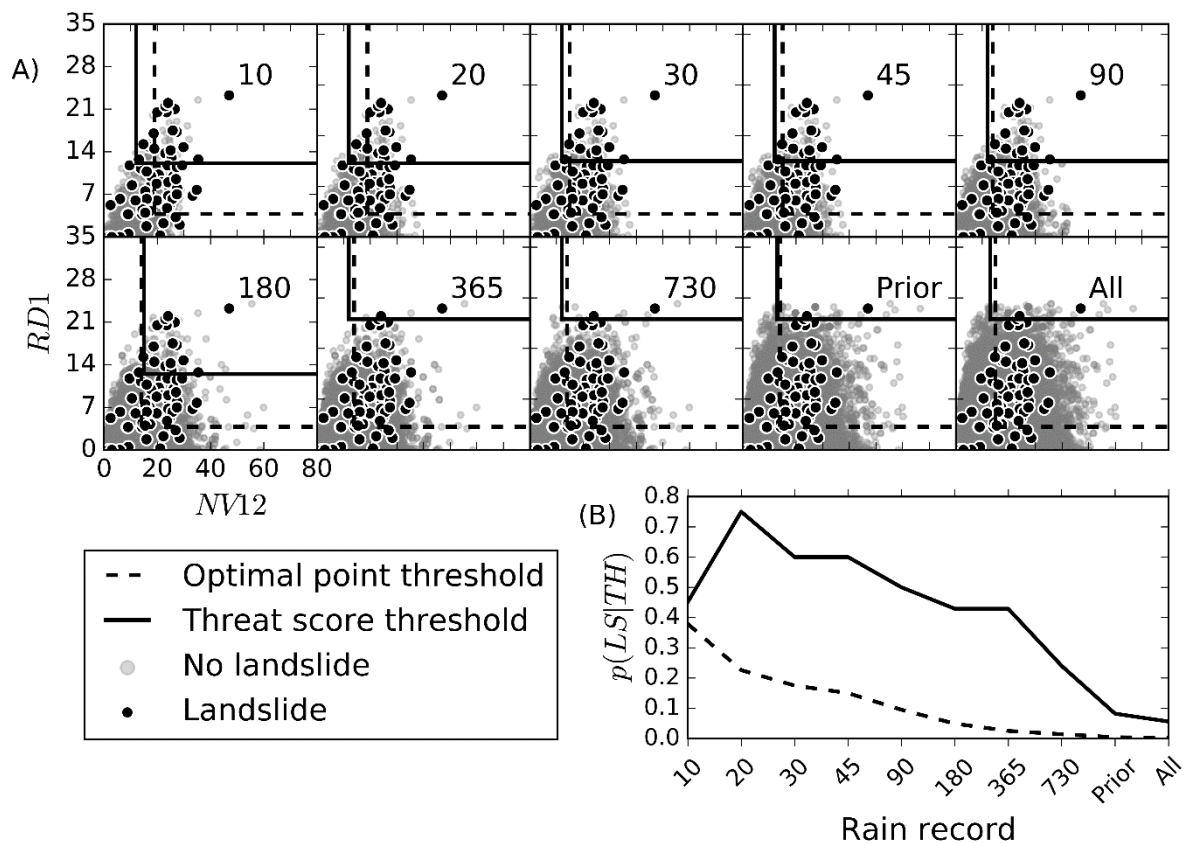 A)
35
28
21
14
7
35
10
20
30
45
90
28
21
14
7
0
RD1
180
365
730
Prior
All
0 20 40 60 80
NV12
Optimal point threshold
Threat score threshold
No landslide
Landslide
(B)
0.8
0.7
0.6
0.5
0.4
0.3
0.2
0.1
0.0
p(LS|TH)
10 20 30 45 90 180 365 730 Prior All
Rain record